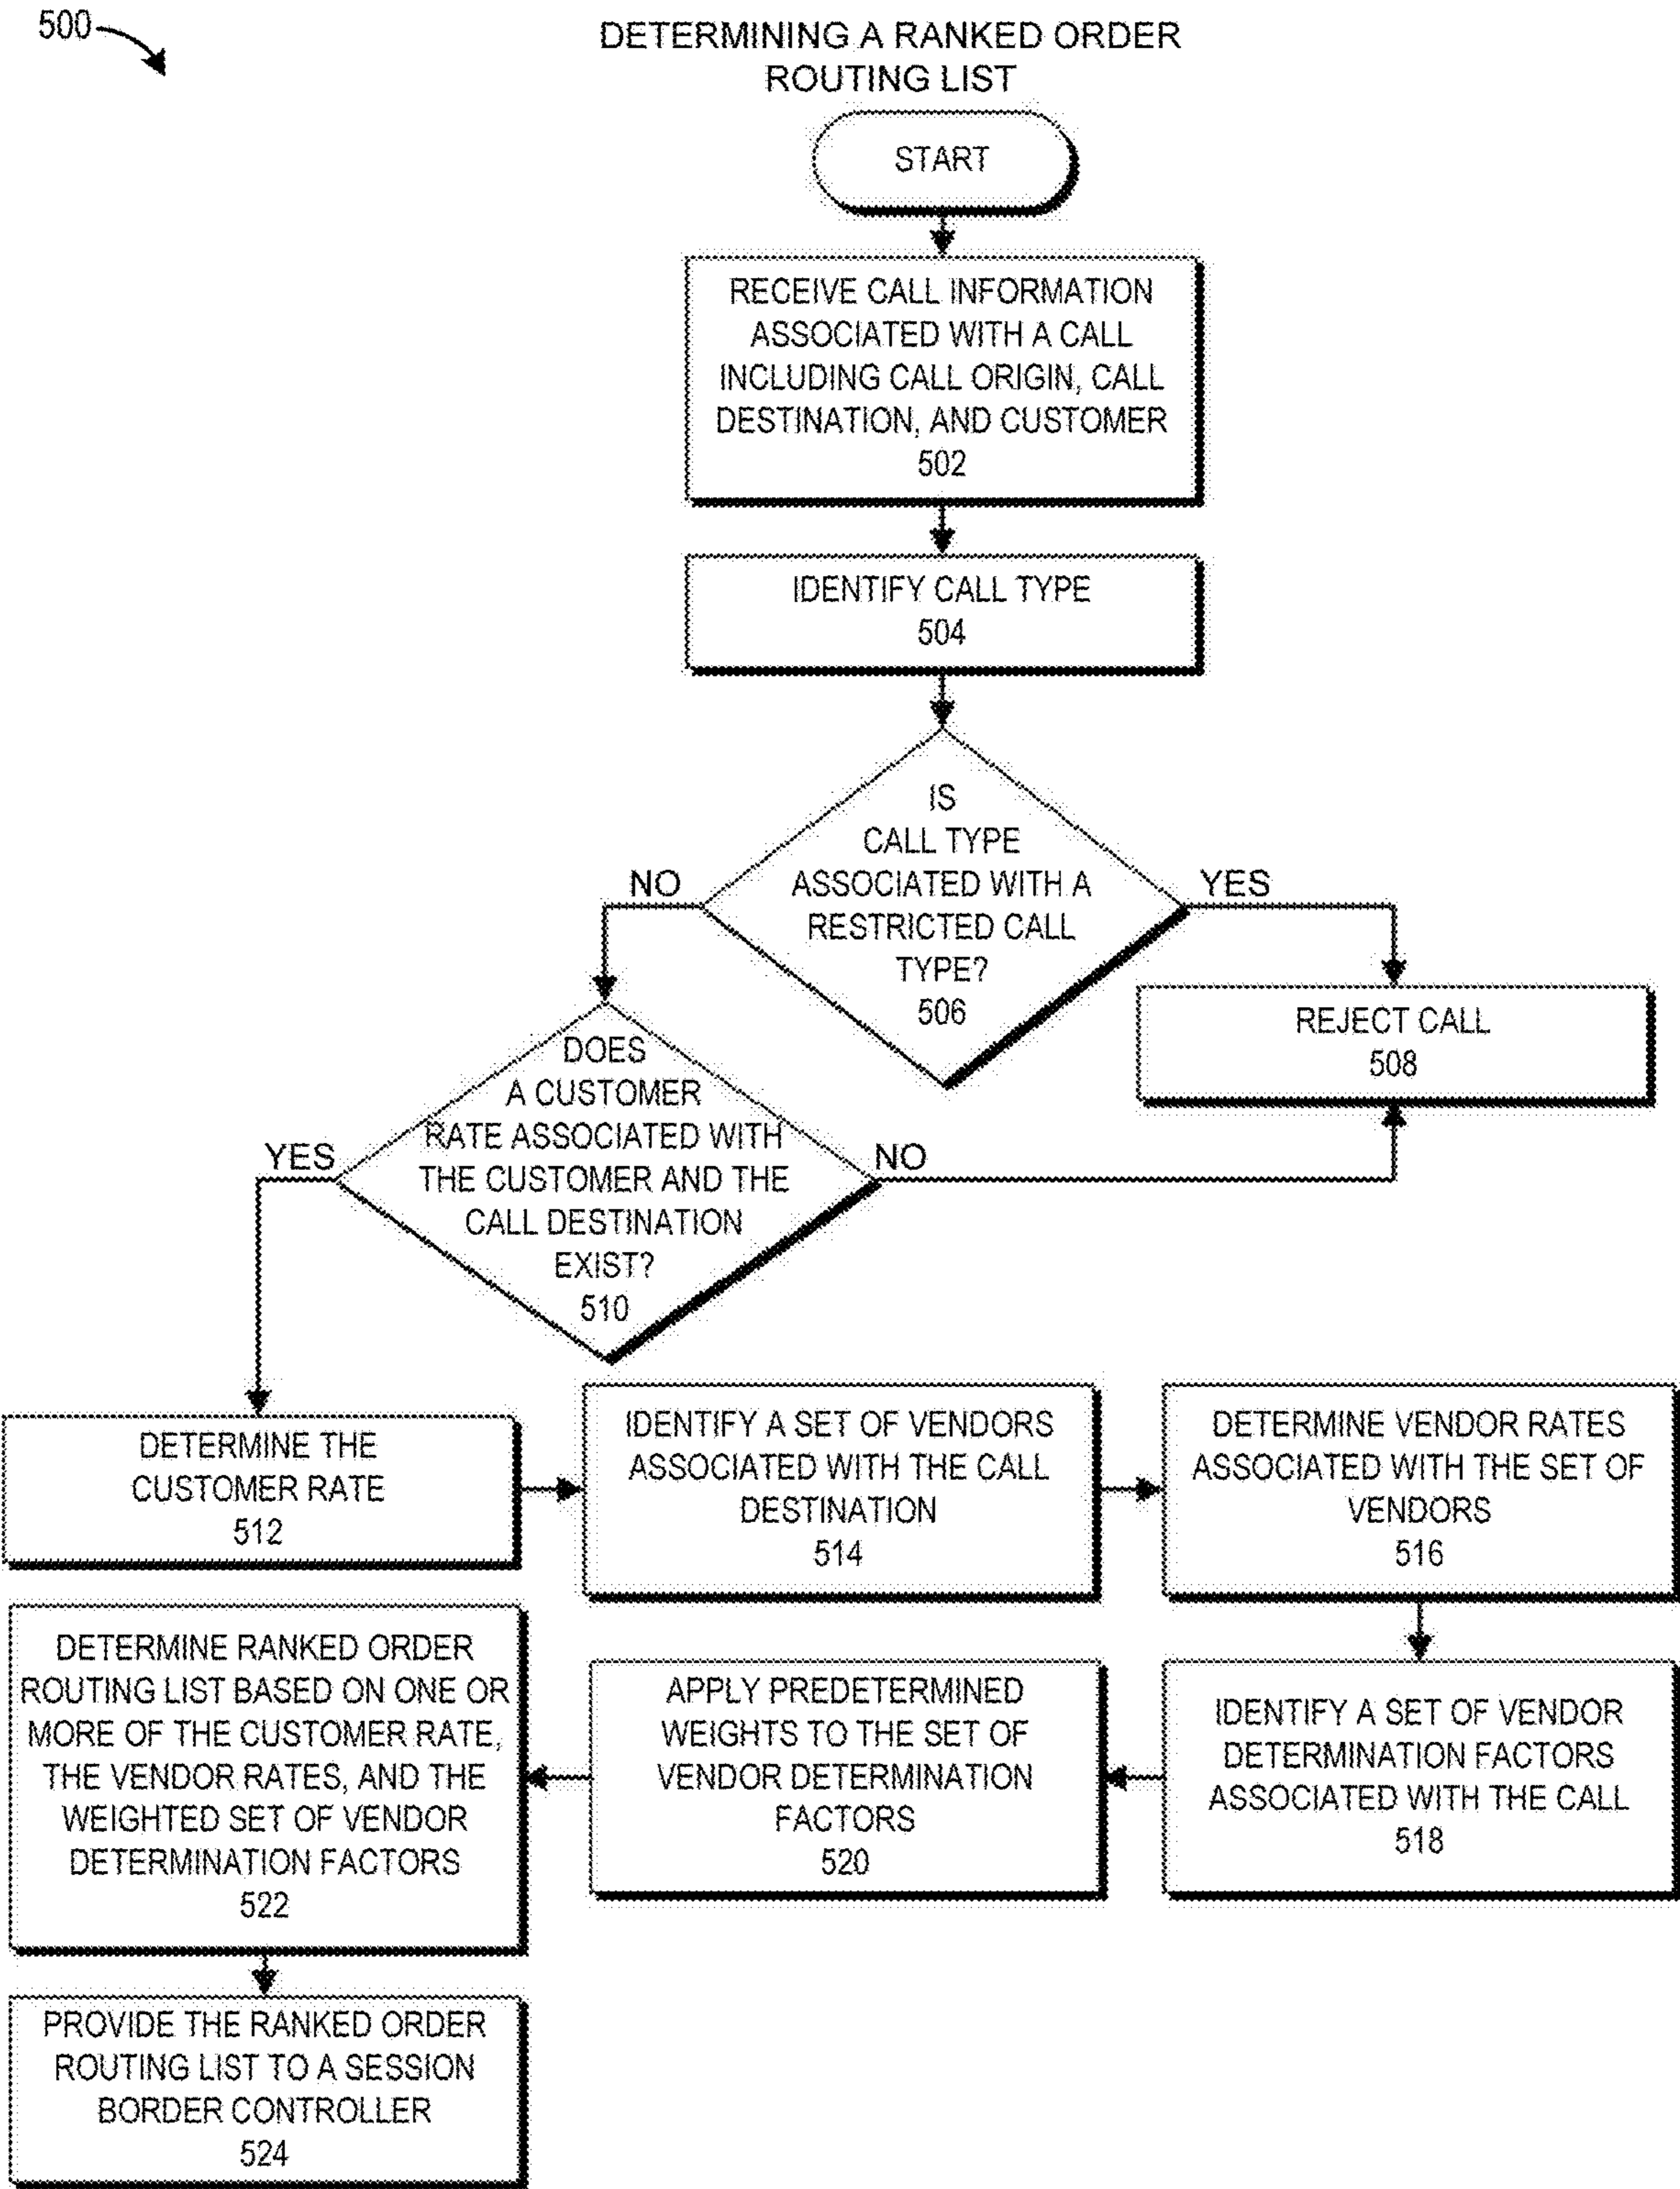 500
DETERMINING A RANKED ORDER
ROUTING LIST
START
RECEIVE CALL INFORMATION
ASSOCIATED WITH A CALL
INCLUDING CALL ORIGIN, CALL
DESTINATION, AND CUSTOMER
502
IDENTIFY CALL TYPE
504
IS
CALL TYPE
ASSOCIATED WITH A
RESTRICTED CALL
TYPE?
506
NO
YES
REJECT CALL
508
DOES
A CUSTOMER
RATE ASSOCIATED WITH
THE CUSTOMER AND THE
CALL DESTINATION
EXIST?
510
YES
NO
DETERMINE THE
CUSTOMER RATE
512
IDENTIFY A SET OF VENDORS
ASSOCIATED WITH THE CALL
DESTINATION
514
DETERMINE VENDOR RATES
ASSOCIATED WITH THE SET OF
VENDORS
516
IDENTIFY A SET OF VENDOR
DETERMINATION FACTORS
ASSOCIATED WITH THE CALL
518
APPLY PREDETERMINED
WEIGHTS TO THE SET OF
VENDOR DETERMINATION
FACTORS
520
DETERMINE RANKED ORDER
ROUTING LIST BASED ON ONE OR
MORE OF THE CUSTOMER RATE,
THE VENDOR RATES, AND THE
WEIGHTED SET OF VENDOR
DETERMINATION FACTORS
522
PROVIDE THE RANKED ORDER
ROUTING LIST TO A SESSION
BORDER CONTROLLER
524